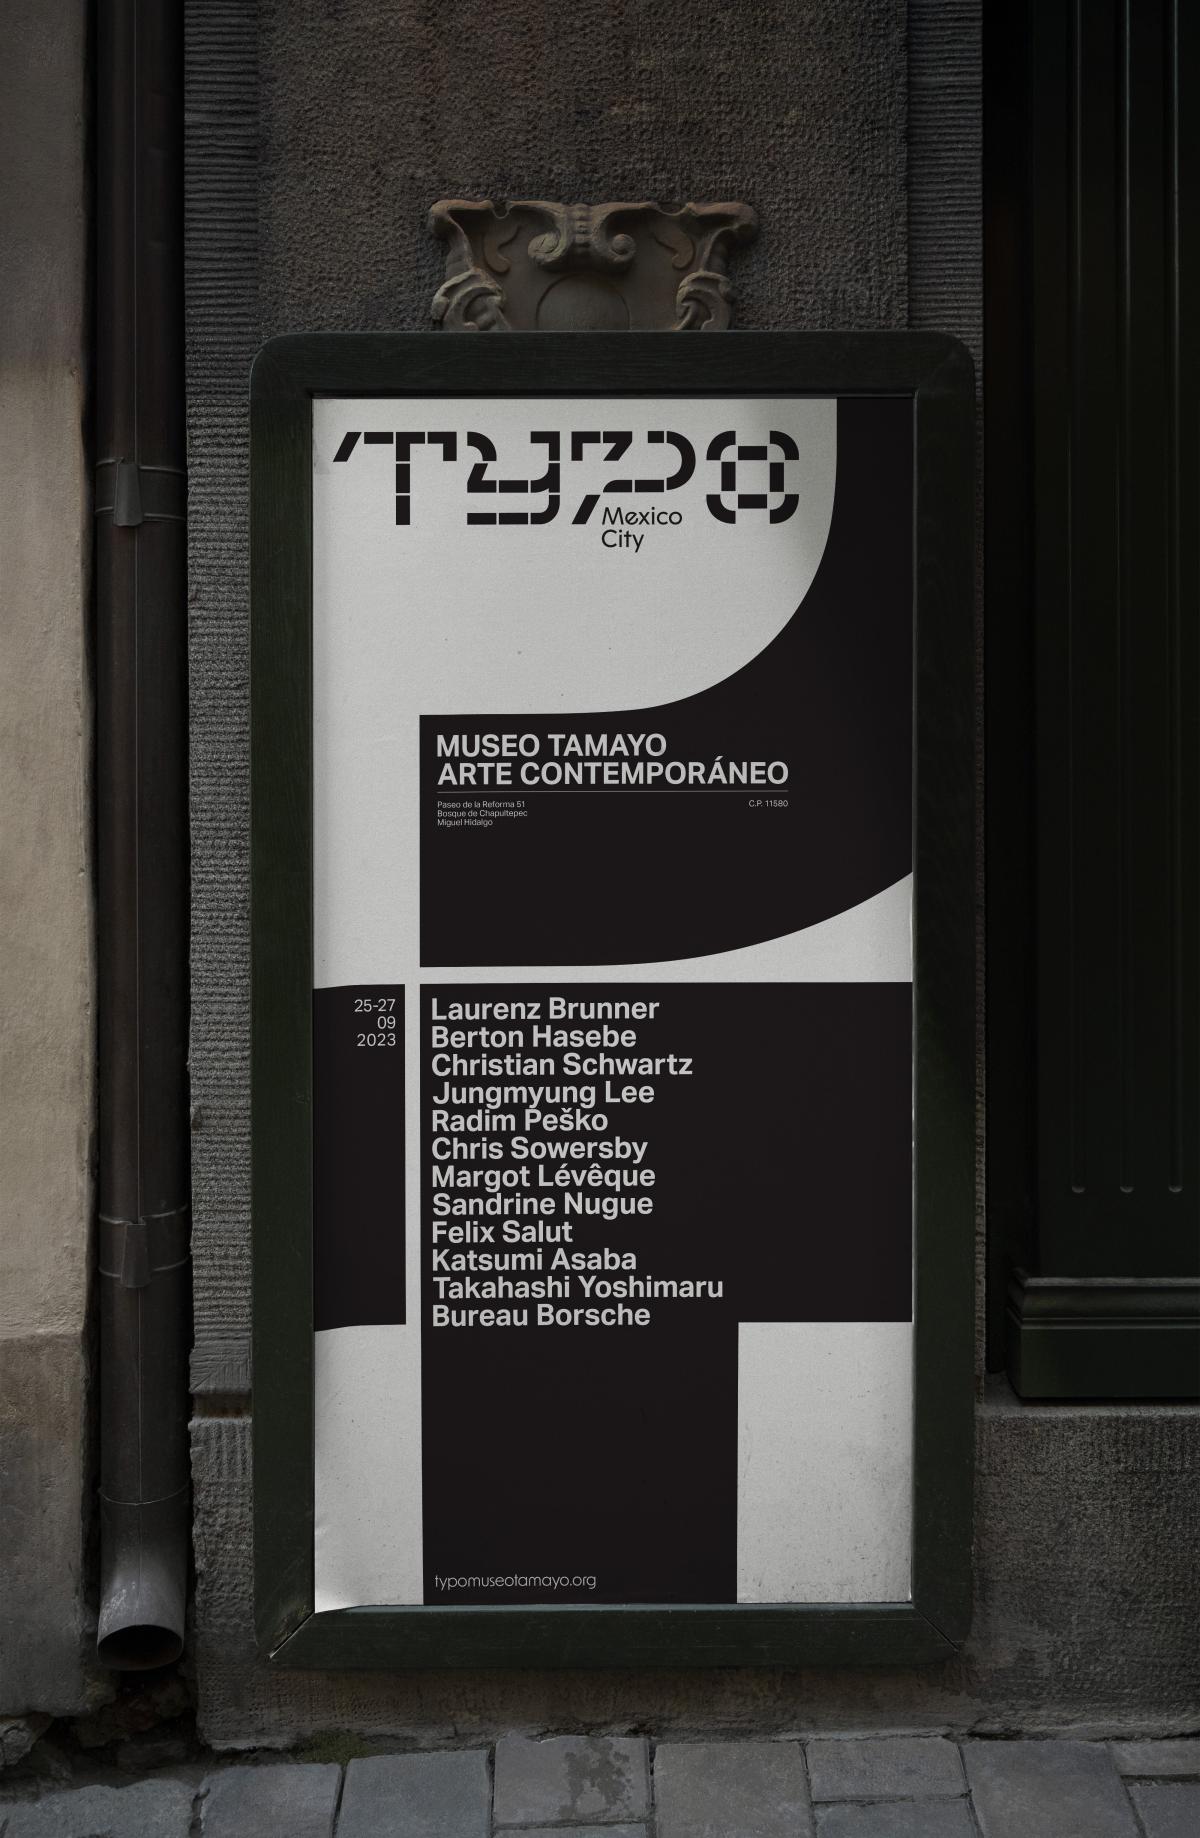 Typo
Mexico
City
MUSEO TAMAYO
ARTE CONTEMPORÁNEO
Paseo de la Reforma 51
Bosque de Chapultepec
Miguel Hidalgo
C.P. 11580
25-27
09
2023
Laurenz Brunner
Berton Hasebe
Christian Schwartz
Jungmyung Lee
Radim Peško
Chris Sowersby
Margot Lévêque
Sandrine Nugue
Felix Salut
Katsumi Asaba
Takahashi Yoshimaru
Bureau Borsche
typomuseotamayo.org